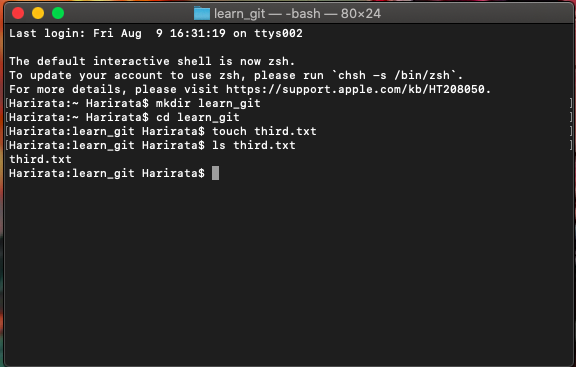 learn_git — -bash — 80×24
Last login: Fri Aug  9 16:31:19 on ttys002
The default interactive shell is now zsh.
To update your account to use zsh, please run `chsh -s /bin/zsh`.
For more details, please visit https://support.apple.com/kb/HT208050.
[Harirata:~ Harirata$ mkdir learn_git ]
[Harirata:~ Harirata$ cd learn_git ]
[Harirata:learn_git Harirata$ touch third.txt ]
[Harirata:learn_git Harirata$ ls third.txt ]
third.txt
Harirata:learn_git Harirata$